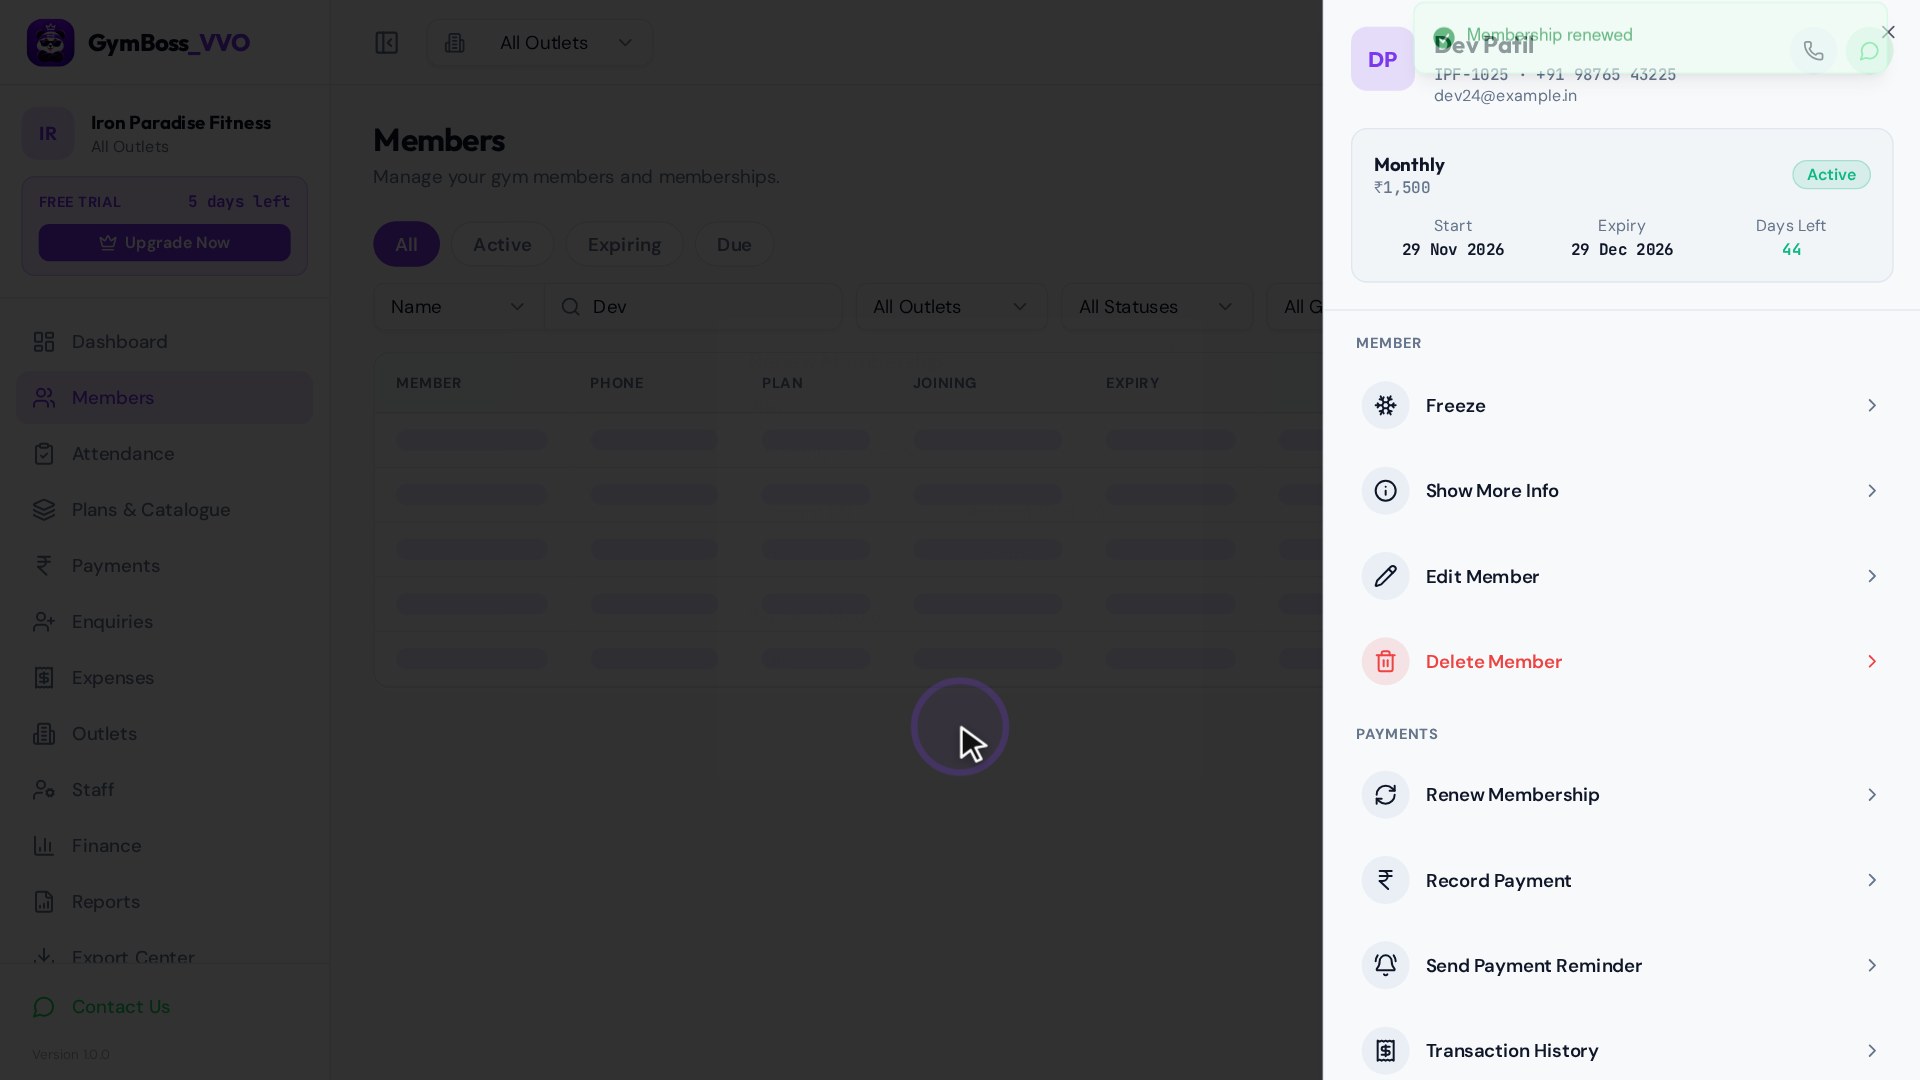 GymBoss_VVO
All Outlets
IR
Iron Paradise Fitness
All Outlets
FREE TRIAL
5 days left
Upgrade Now
Dashboard
Members
Attendance
Plans & Catalogue
Payments
Enquiries
Expenses
Outlets
Staff
Finance
Reports
Export Center
Contact Us
Version 1.0.0
Members
Manage your gym members and memberships.
All
Active
Expiring
Due
Name
Dev
All Outlets
All Statuses
All G
MEMBER
PHONE
PLAN
JOINING
EXPIRY
Membership renewed
DP
Dev Patil
IPF-1025 · +91 98765 43225
dev24@example.in
Monthly
₹1,500
Active
Start
Expiry
Days Left
29 Nov 2026
29 Dec 2026
44
MEMBER
Freeze
Show More Info
Edit Member
Delete Member
PAYMENTS
Renew Membership
Record Payment
Send Payment Reminder
Transaction History